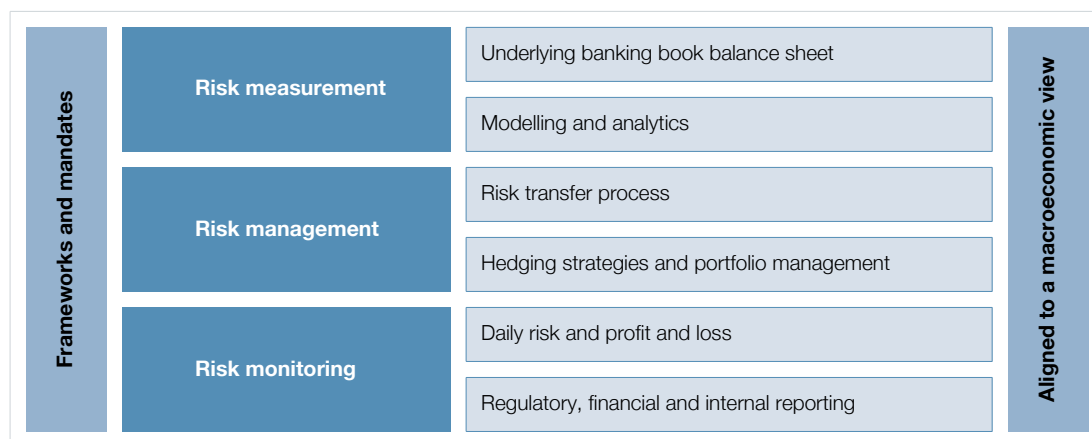 Frameworks and mandates
Risk measurement
Underlying banking book balance sheet
Modelling and analytics
Risk management
Risk transfer process
Hedging strategies and portfolio management
Risk monitoring
Daily risk and profit and loss
Regulatory, financial and internal reporting
Aligned to a macroeconomic view